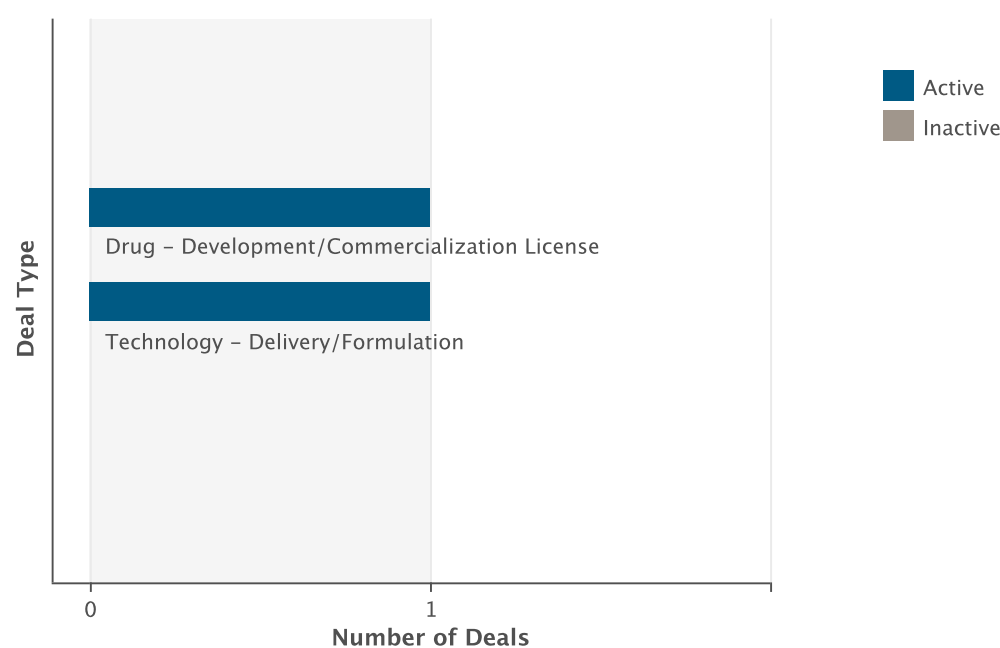 Active
Inactive
Drug – Development/Commercialization License
Technology – Delivery/Formulation
Deal Type
0 1
Number of Deals